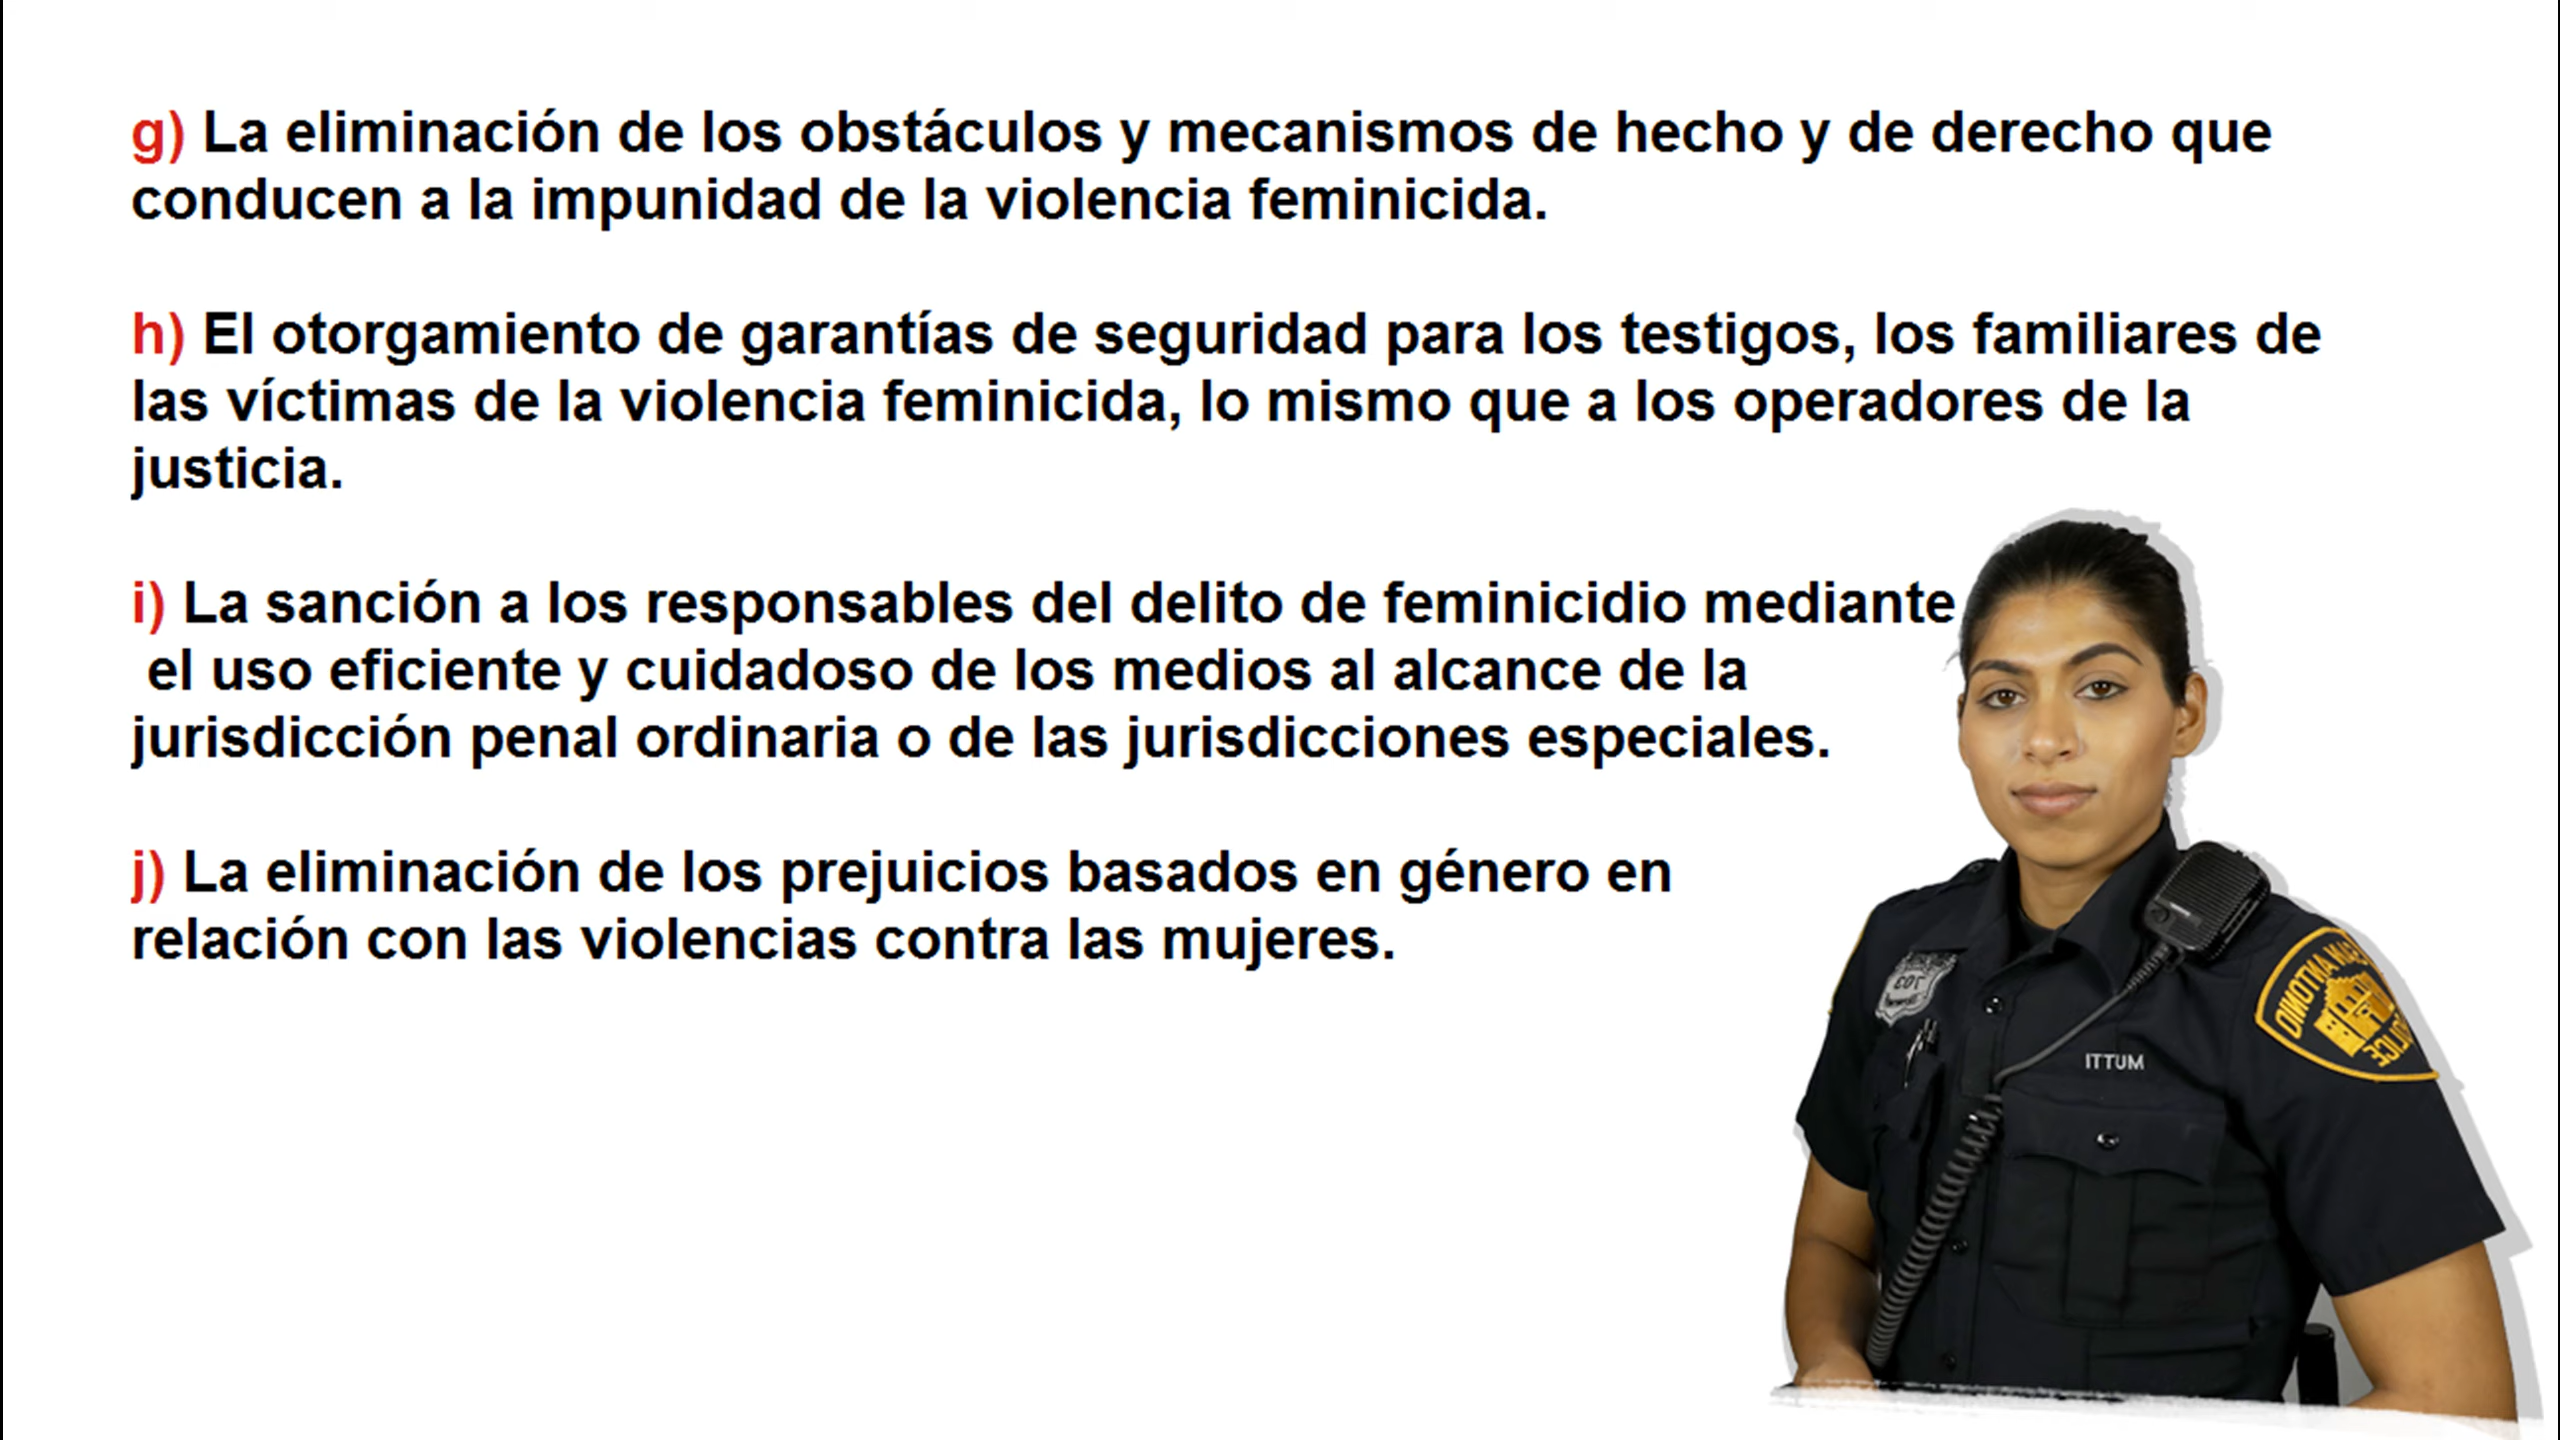 g) La eliminación de los obstáculos y mecanismos de hecho y de derecho que
conducen a la impunidad de la violencia feminicida.
h) El otorgamiento de garantías de seguridad para los testigos, los familiares de
las víctimas de la violencia feminicida, lo mismo que a los operadores de la
justicia.
i) La sanción a los responsables del delito de feminicidio mediante
el uso eficiente y cuidadoso de los medios al alcance de la
jurisdicción penal ordinaria o de las jurisdicciones especiales.
j) La eliminación de los prejuicios basados en género en
relación con las violencias contra las mujeres.
703
SAN ANTONIO
POLICE
ITTUM